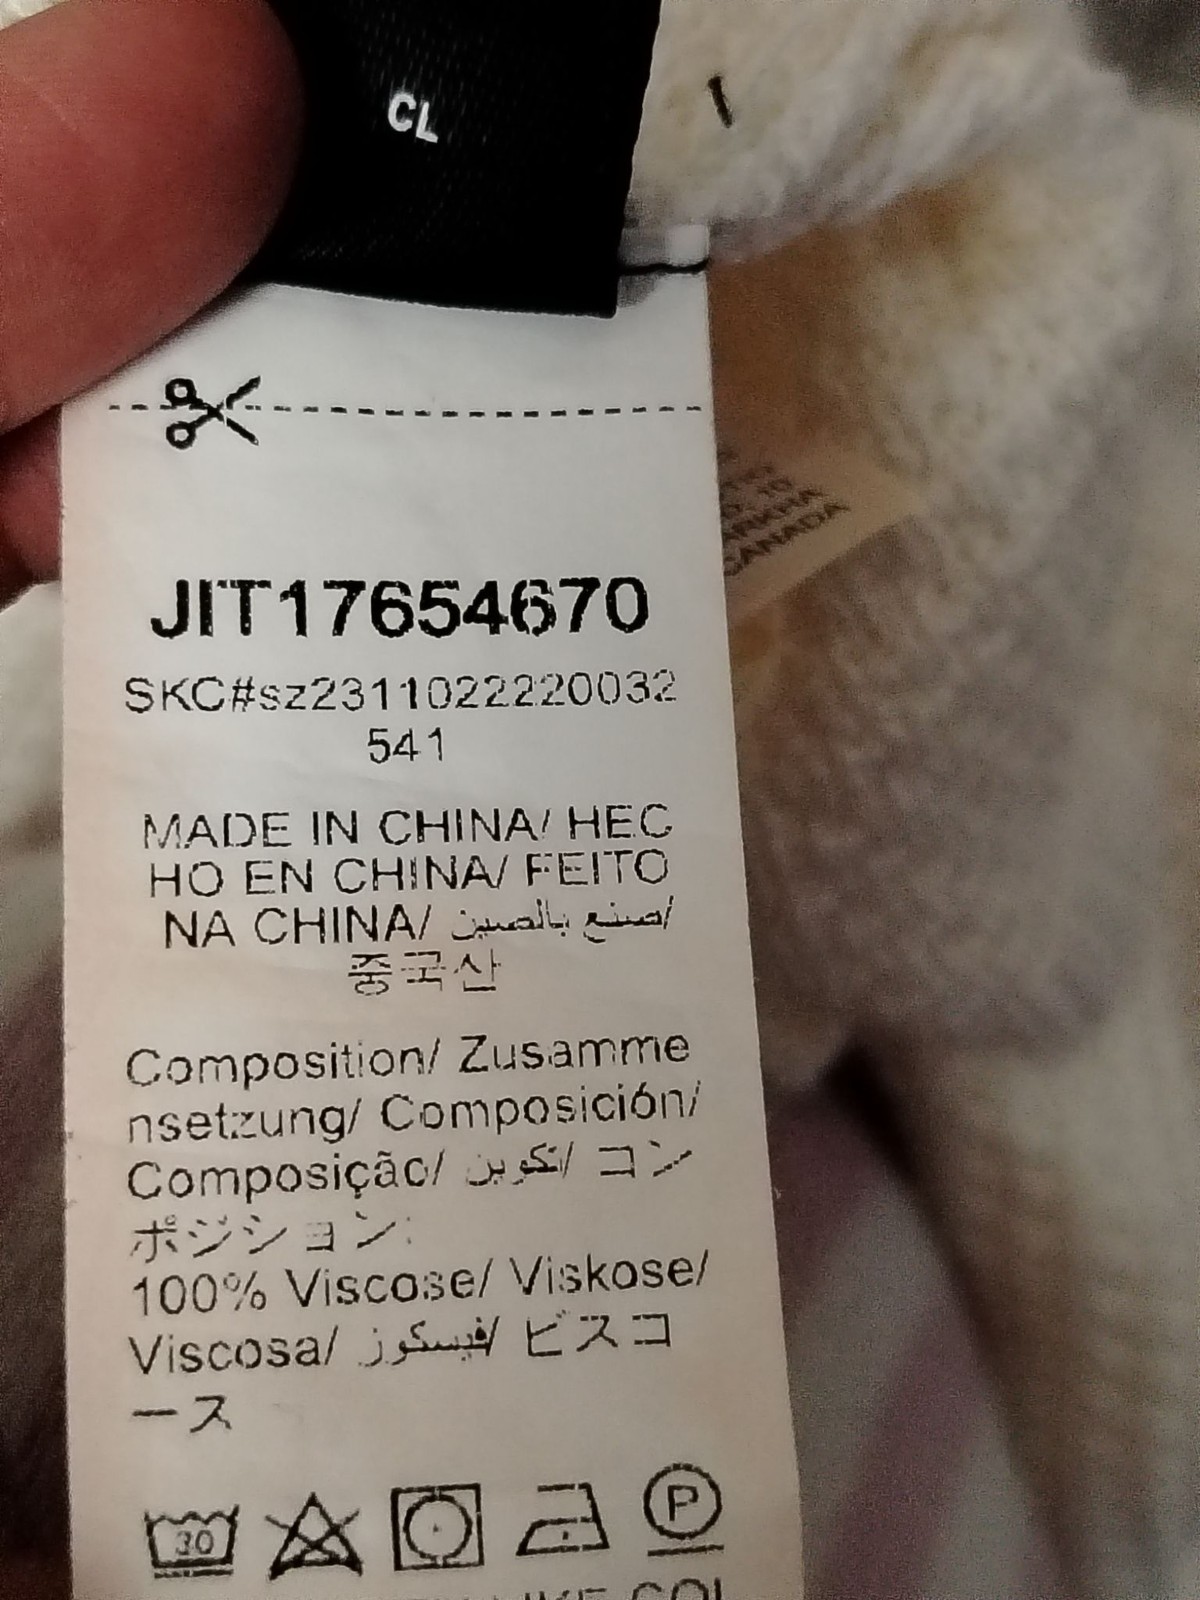 CL
JIT17654670
SKC#sz2311022220032
541
MADE IN CHINA/ HEC
HO EN CHINA/ FEITO
NA CHINA/ صنع بالصين/
중국산
Composition/ Zusamme
nsetzung/ Composición/
Composição/ تكوين/ コン
ポジション:
100% Viscose/ Viskose/
Viscosa/ فيسكوز/ ビスコ
ース
30
P
CANADA